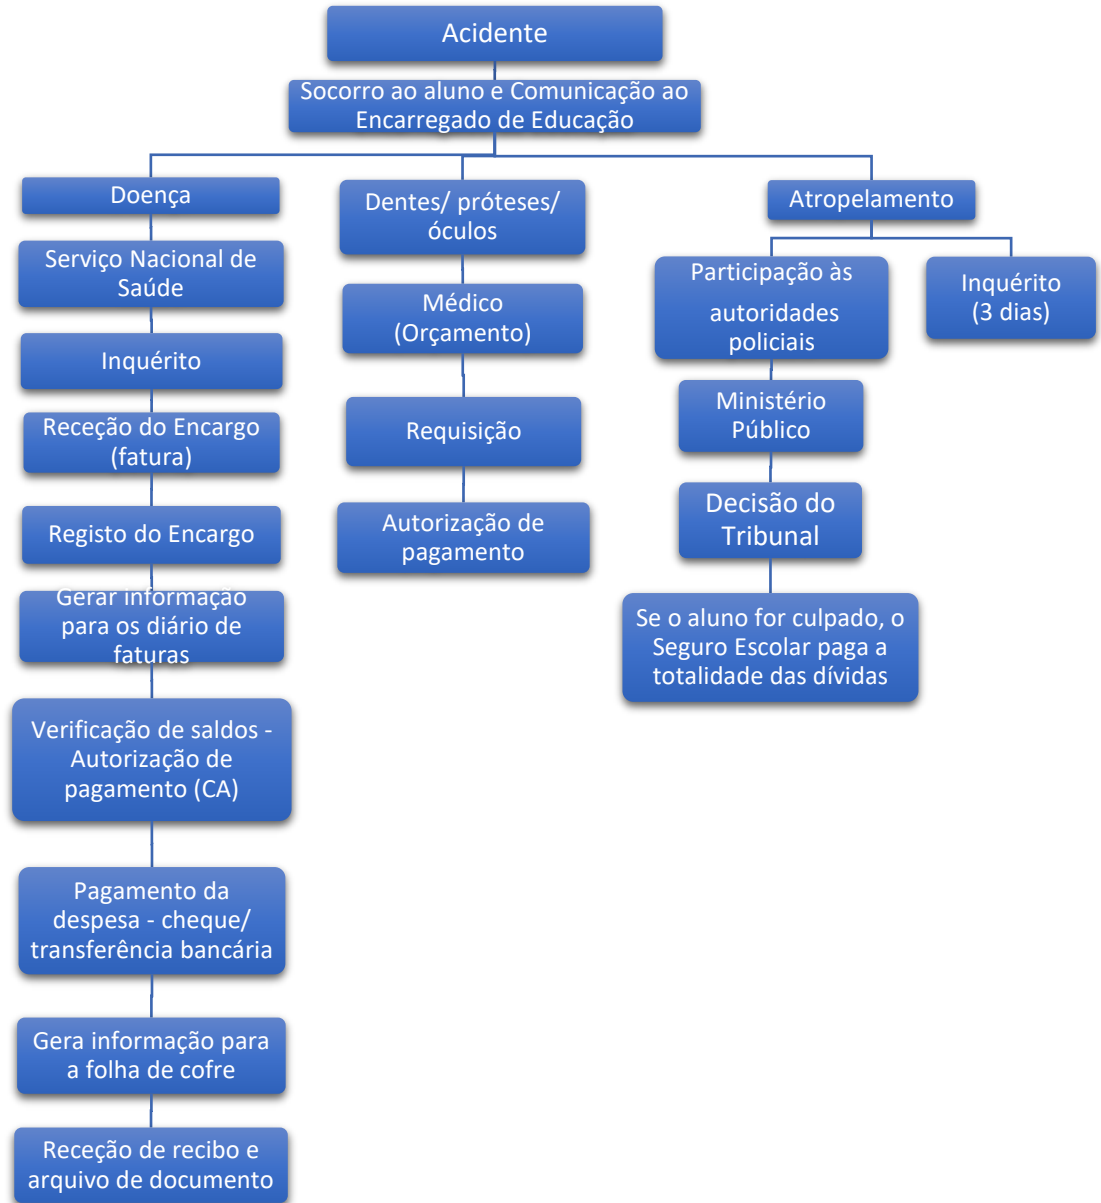 Acidente
Socorro ao aluno e Comunicação ao
Encarregado de Educação
Doença
Serviço Nacional de
Saúde
Inquérito
Receção do Encargo
(fatura)
Registo do Encargo
Gerar informação
para os diário de
faturas
Verificação de saldos -
Autorização de
pagamento (CA)
Pagamento da
despesa - cheque/
transferência bancária
Gera informação para
a folha de cofre
Receção de recibo e
arquivo de documento
Dentes/ próteses/
óculos
Médico
(Orçamento)
Requisição
Autorização de
pagamento
Atropelamento
Participação às
autoridades
policiais
Ministério
Público
Decisão do
Tribunal
Se o aluno for culpado, o
Seguro Escolar paga a
totalidade das dívidas
Inquérito
(3 dias)